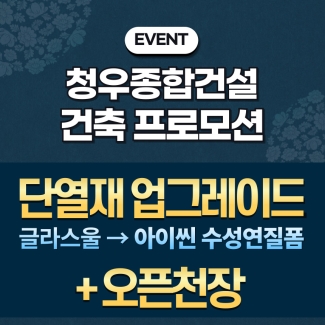 EVENT
청우종합건설
건축 프로모션
단열재 업그레이드
글라스울 → 아이씬 수성연질폼
+ 오픈천장